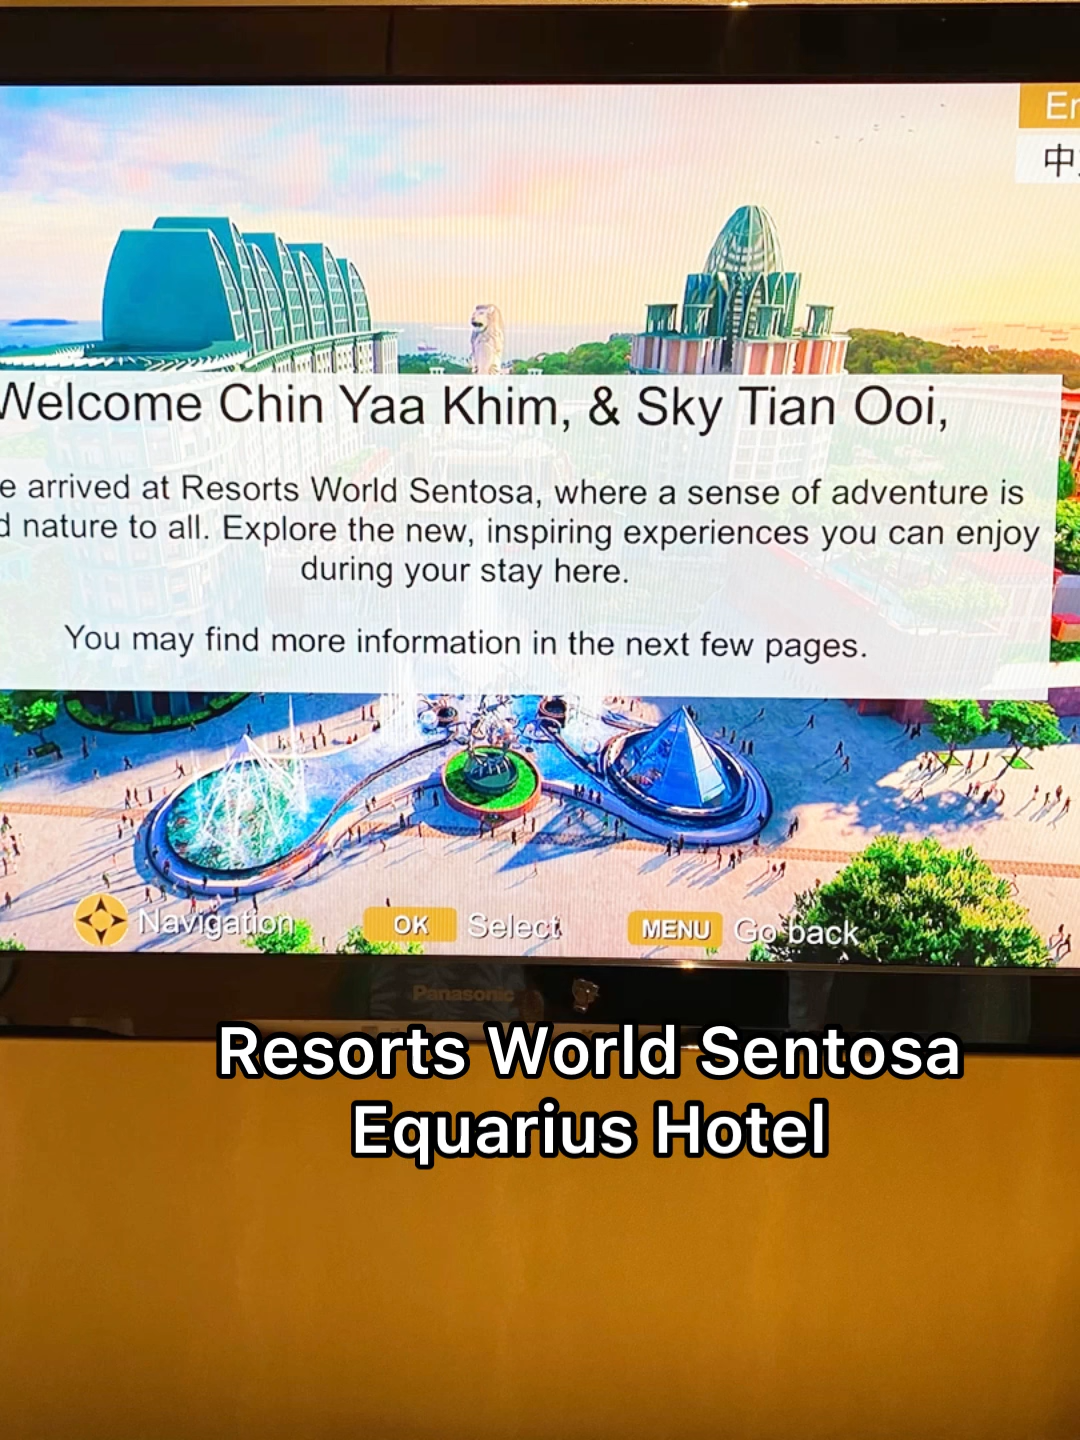 En
中文
Welcome Chin Yaa Khim, & Sky Tian Ooi,
e arrived at Resorts World Sentosa, where a sense of adventure is
d nature to all. Explore the new, inspiring experiences you can enjoy
during your stay here.
You may find more information in the next few pages.
Navigation OK Select MENU Go back
Panasonic
Resorts World Sentosa
Equarius Hotel